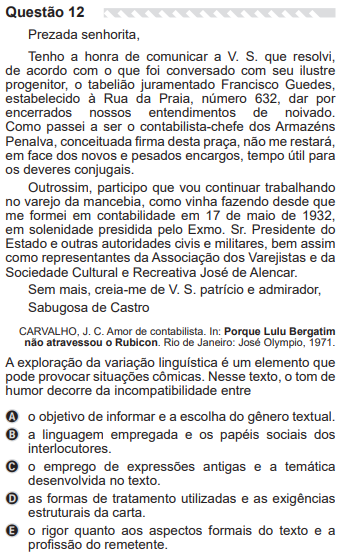 Questão 12
Prezada senhorita,
Tenho a honra de comunicar a V. S. que resolvi,
de acordo com o que foi conversado com seu ilustre
progenitor, o tabelião juramentado Francisco Guedes,
estabelecido à Rua da Praia, número 632, dar por
encerrados nossos entendimentos de noivado.
Como passei a ser o contabilista-chefe dos Armazéns
Penalva, conceituada firma desta praça, não me restará,
em face dos novos e pesados encargos, tempo útil para
os deveres conjugais.
Outrossim, participo que vou continuar trabalhando
no varejo da mancebia, como vinha fazendo desde que
me formei em contabilidade em 17 de maio de 1932,
em solenidade presidida pelo Exmo. Sr. Presidente do
Estado e outras autoridades civis e militares, bem assim
como representantes da Associação dos Varejistas e da
Sociedade Cultural e Recreativa José de Alencar.
Sem mais, creia-me de V. S. patrício e admirador,
Sabugosa de Castro
CARVALHO, J. C. Amor de contabilista. In: Porque Lulu Bergatim
não atravessou o Rubicon. Rio de Janeiro: José Olympio, 1971.
A exploração da variação linguística é um elemento que
pode provocar situações cômicas. Nesse texto, o tom de
humor decorre da incompatibilidade entre
A o objetivo de informar e a escolha do gênero textual.
B a linguagem empregada e os papéis sociais dos
interlocutores.
C o emprego de expressões antigas e a temática
desenvolvida no texto.
D as formas de tratamento utilizadas e as exigências
estruturais da carta.
E o rigor quanto aos aspectos formais do texto e a
profissão do remetente.